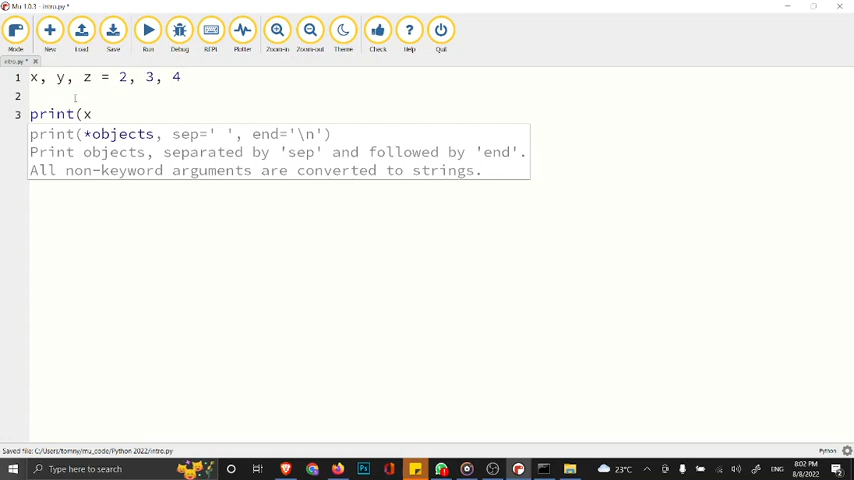 Mu 1.0.3 - intro.py *
Mode New Load Save Run Debug REPL Plotter Zoom-in Zoom-out Theme Check Help Quit
intro.py *
1 x, y, z = 2, 3, 4
2
3 print(x
print(*objects, sep=' ', end='\n')
Print objects, separated by 'sep' and followed by 'end'.
All non-keyword arguments are converted to strings.
Saved file: C:/Users/tomny/mu_code/Python 2022/intro.py
Python
Type here to search
Ps
23°C
8:02 PM
8/8/2022
2